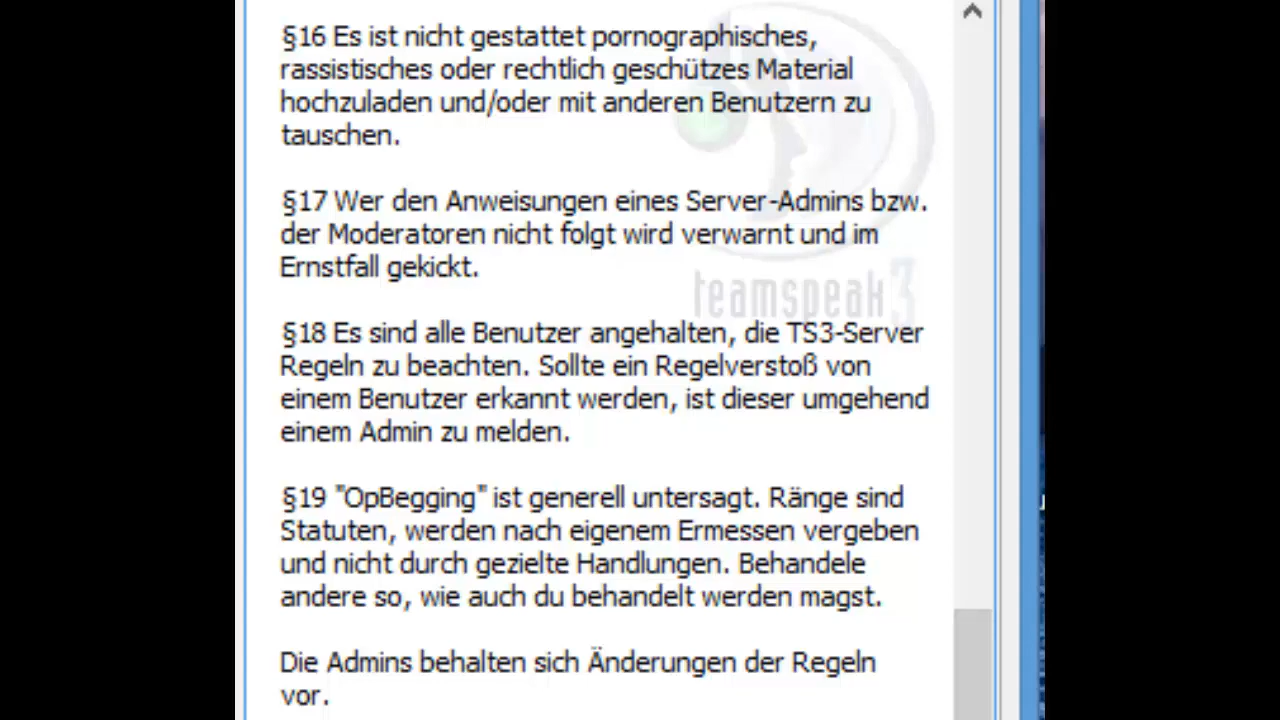 §16 Es ist nicht gestattet pornographisches,
rassistisches oder rechtlich geschützes Material
hochzuladen und/oder mit anderen Benutzern zu
tauschen.
§17 Wer den Anweisungen eines Server-Admins bzw.
der Moderatoren nicht folgt wird verwarnt und im
Ernstfall gekickt.
teamspeak 3
§18 Es sind alle Benutzer angehalten, die TS3-Server
Regeln zu beachten. Sollte ein Regelverstoß von
einem Benutzer erkannt werden, ist dieser umgehend
einem Admin zu melden.
§19 "OpBegging" ist generell untersagt. Ränge sind
Statuten, werden nach eigenem Ermessen vergeben
und nicht durch gezielte Handlungen. Behandele
andere so, wie auch du behandelt werden magst.
Die Admins behalten sich Änderungen der Regeln
vor.